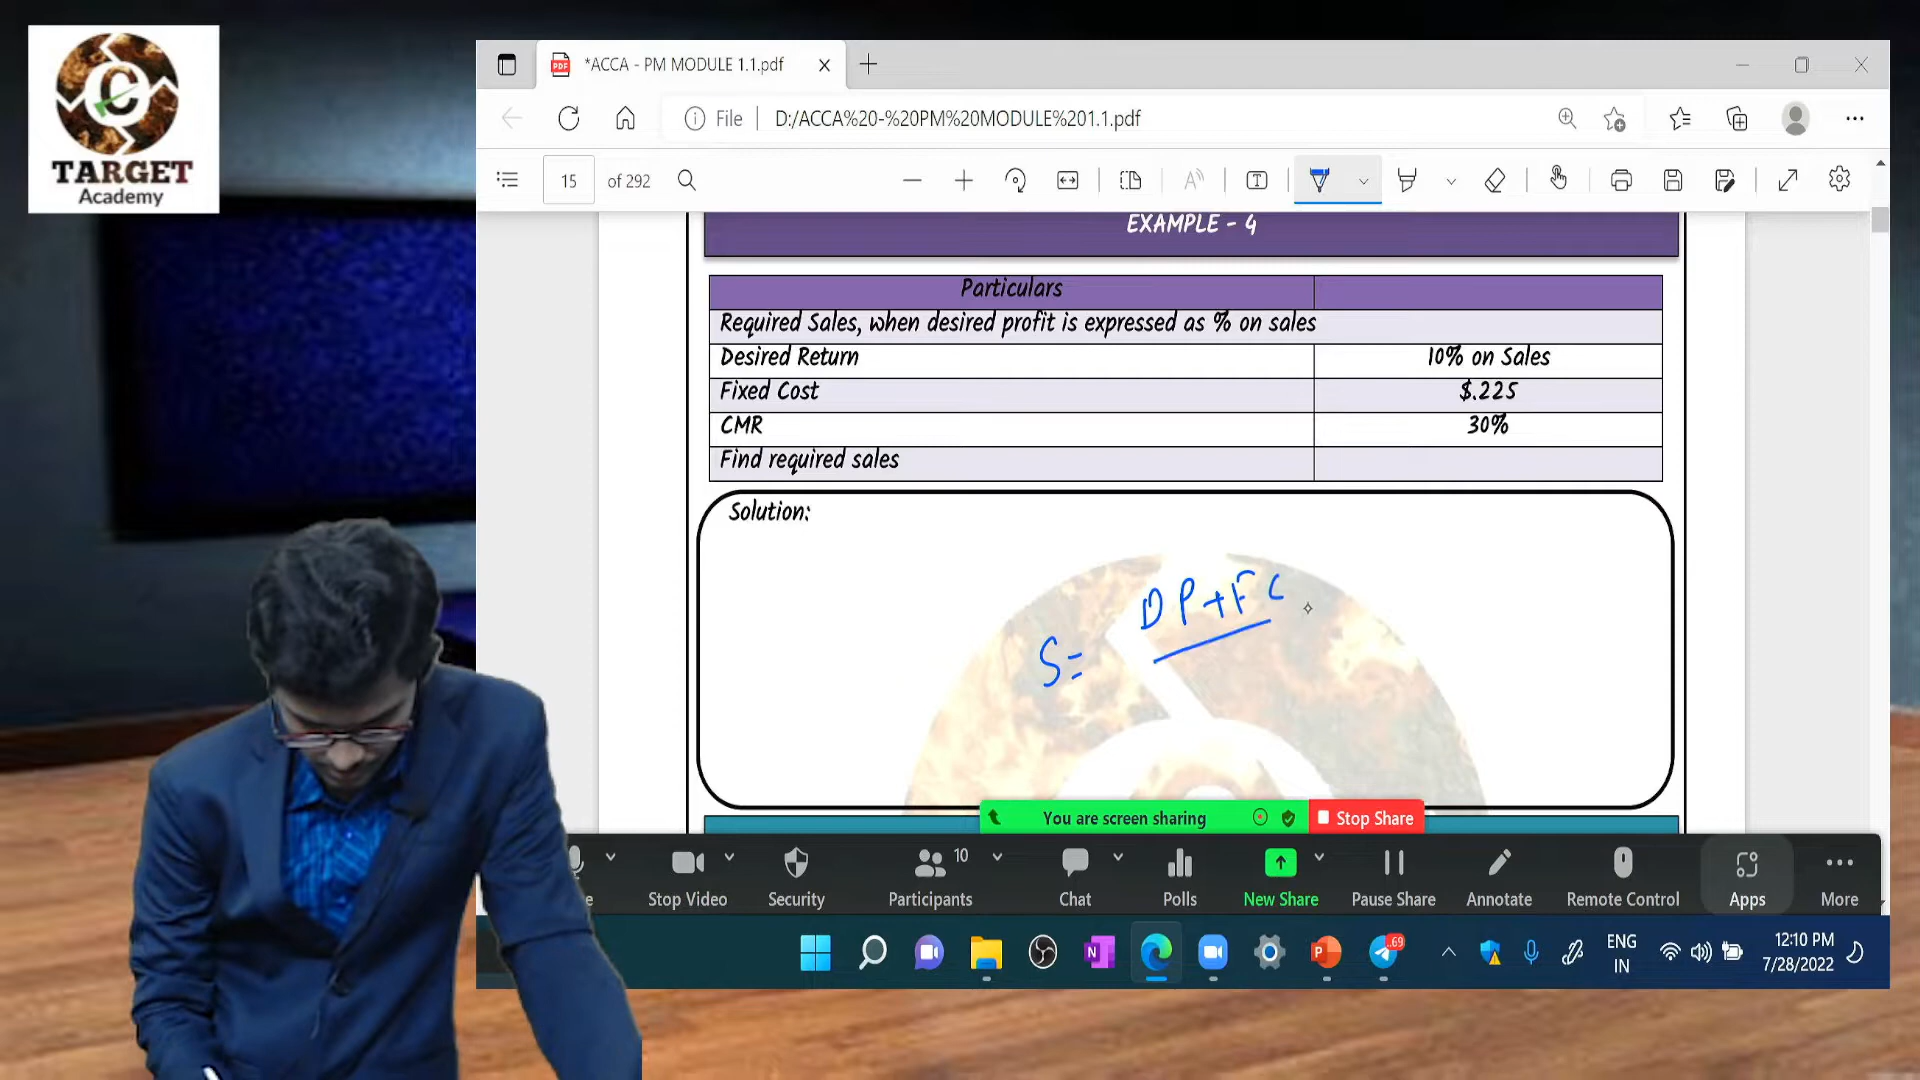 TARGET
Academy
*ACCA - PM MODULE 1.1.pdf
File
D:/ACCA%20-%20PM%20MODULE%201.1.pdf
15 of 292
EXAMPLE - 4
Particulars
Required Sales, when desired profit is expressed as % on sales
Desired Return 10% on Sales
Fixed Cost $.225
CMR 30%
Find required sales
Solution:
DP+FC
S=
You are screen sharing Stop Share
10
Stop Video Security Participants Chat Polls New Share Pause Share Annotate Remote Control Apps More
69
ENG
IN
12:10 PM
7/28/2022